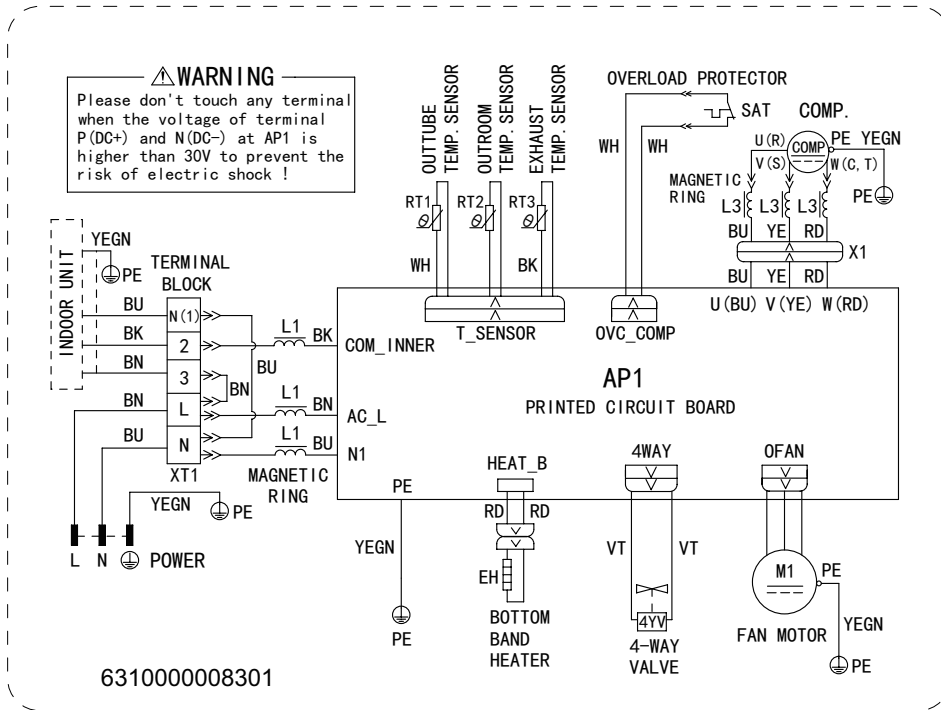 ⚠WARNING
Please don't touch any terminal
when the voltage of terminal
P(DC+) and N(DC-) at AP1 is
higher than 30V to prevent the
risk of electric shock !
OUTTUBE
TEMP. SENSOR
OUTROOM
TEMP. SENSOR
EXHAUST
TEMP. SENSOR
RT1
RT2
RT3
θ
θ
θ
WH
BK
T_SENSOR
OVERLOAD PROTECTOR
SAT
WH
WH
OVC_COMP
COMP.
U(R)
COMP
PE YEGN
V(S)
W(C, T)
PE
MAGNETIC
RING
L3
L3
L3
BU
YE
RD
X1
BU
YE
RD
U(BU)
V(YE)
W(RD)
INDOOR UNIT
YEGN
PE
TERMINAL
BLOCK
BU
N(1)
BK
2
BN
3
BN
L
BU
N
XT1
BU
BN
L1
BK
COM_INNER
L1
BN
AC_L
L1
BU
N1
MAGNETIC
RING
YEGN
PE
L
N
POWER
AP1
PRINTED CIRCUIT BOARD
PE
YEGN
PE
HEAT_B
RD
RD
EH
BOTTOM
BAND
HEATER
4WAY
VT
VT
4YV
4-WAY
VALVE
OFAN
M1
PE
YEGN
FAN MOTOR
PE
6310000008301